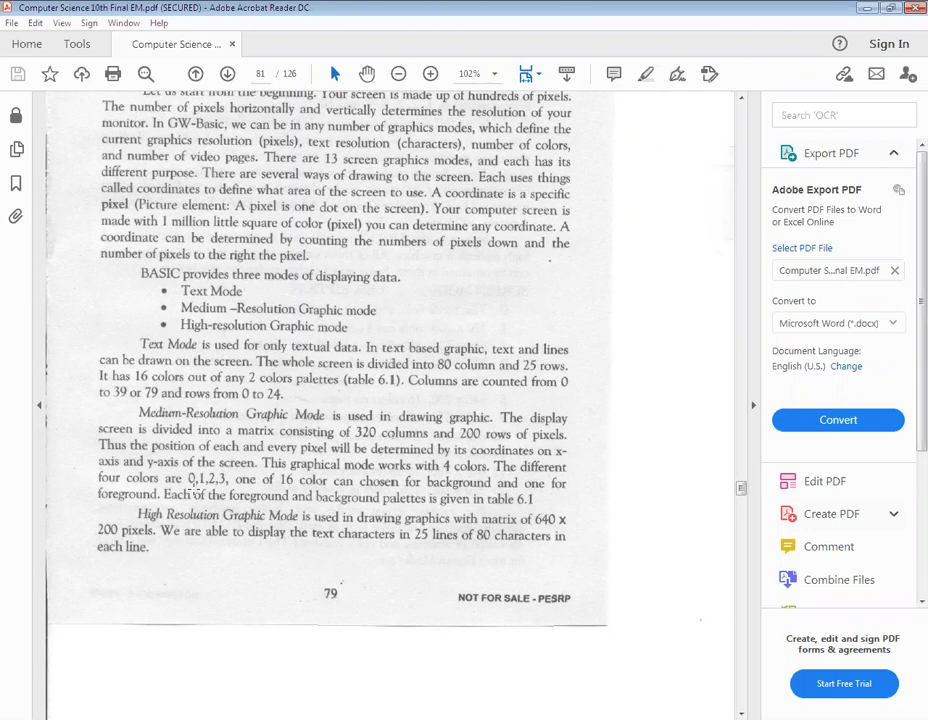 Computer Science 10th Final EM.pdf (SECURED) - Adobe Acrobat Reader DC
File Edit View Sign Window Help
Home Tools Computer Science ... × Sign In
81 / 126 102%
Let us start from the beginning. Your screen is made up of hundreds of pixels.
The number of pixels horizontally and vertically determines the resolution of your
monitor. In GW-Basic, we can be in any number of graphics modes, which define the
current graphics resolution (pixels), text resolution (characters), number of colors,
and number of video pages. There are 13 screen graphics modes, and each has its
different purpose. There are several ways of drawing to the screen. Each uses things
called coordinates to define what area of the screen to use. A coordinate is a specific
pixel (Picture element: A pixel is one dot on the screen). Your computer screen is
made with 1 million little square of color (pixel) you can determine any coordinate. A
coordinate can be determined by counting the numbers of pixels down and the
number of pixels to the right the pixel.
BASIC provides three modes of displaying data.
• Text Mode
• Medium –Resolution Graphic mode
• High-resolution Graphic mode
Text Mode is used for only textual data. In text based graphic, text and lines
can be drawn on the screen. The whole screen is divided into 80 column and 25 rows.
It has 16 colors out of any 2 colors palettes (table 6.1). Columns are counted from 0
to 39 or 79 and rows from 0 to 24.
Medium-Resolution Graphic Mode is used in drawing graphic. The display
screen is divided into a matrix consisting of 320 columns and 200 rows of pixels.
Thus the position of each and every pixel will be determined by its coordinates on x-
axis and y-axis of the screen. This graphical mode works with 4 colors. The different
four colors are 0,1,2,3, one of 16 color can chosen for background and one for
foreground. Each of the foreground and background palettes is given in table 6.1
High Resolution Graphic Mode is used in drawing graphics with matrix of 640 x
200 pixels. We are able to display the text characters in 25 lines of 80 characters in
each line.
79
NOT FOR SALE - PESRP
Search 'OCR'
Export PDF
Adobe Export PDF
Convert PDF Files to Word
or Excel Online
Select PDF File
Computer S...nal EM.pdf ×
Convert to
Microsoft Word (*.docx)
Document Language:
English (U.S.) Change
Convert
Edit PDF
Create PDF
Comment
Combine Files
Create, edit and sign PDF
forms & agreements
Start Free Trial